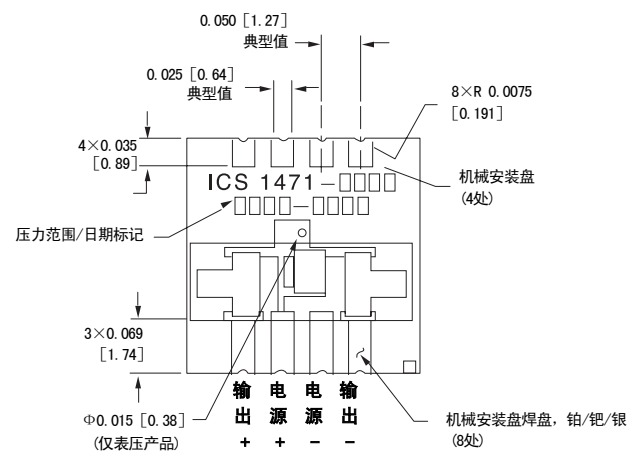 0.050 [1.27]
典型值
0.025 [0.64]
典型值
8×R 0.0075
[0.191]
4×0.035
[0.89]
机械安装盘
(4处)
ICS 1471-
压力范围/日期标记
3×0.069
[1.74]
输出 电源 电源 输出
+ + - -
Φ0.015 [0.38]
(仅表压产品)
机械安装盘焊盘，铂/钯/银
(8处)